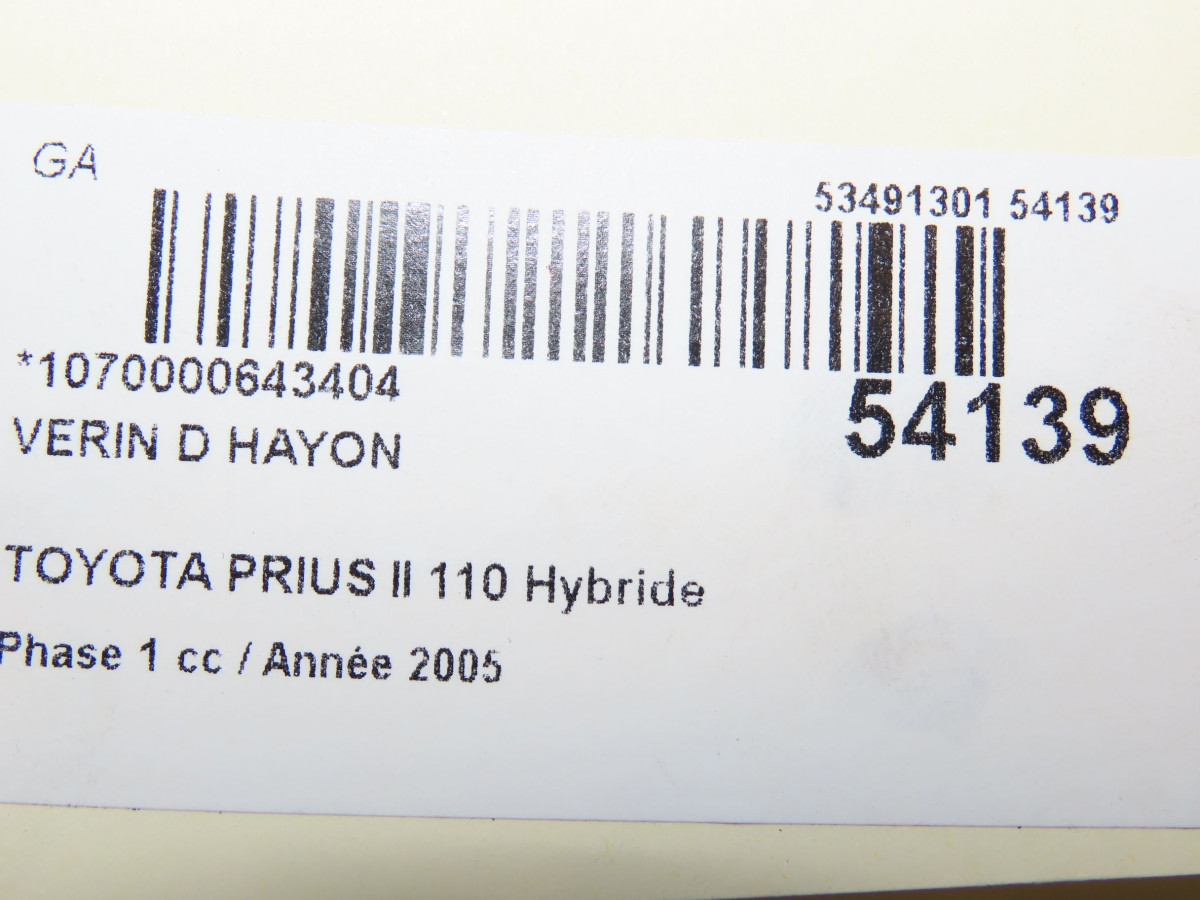 GA
53491301 54139
*1070000643404
54139
VERIN D HAYON
TOYOTA PRIUS II 110 Hybride
Phase 1 cc / Année 2005